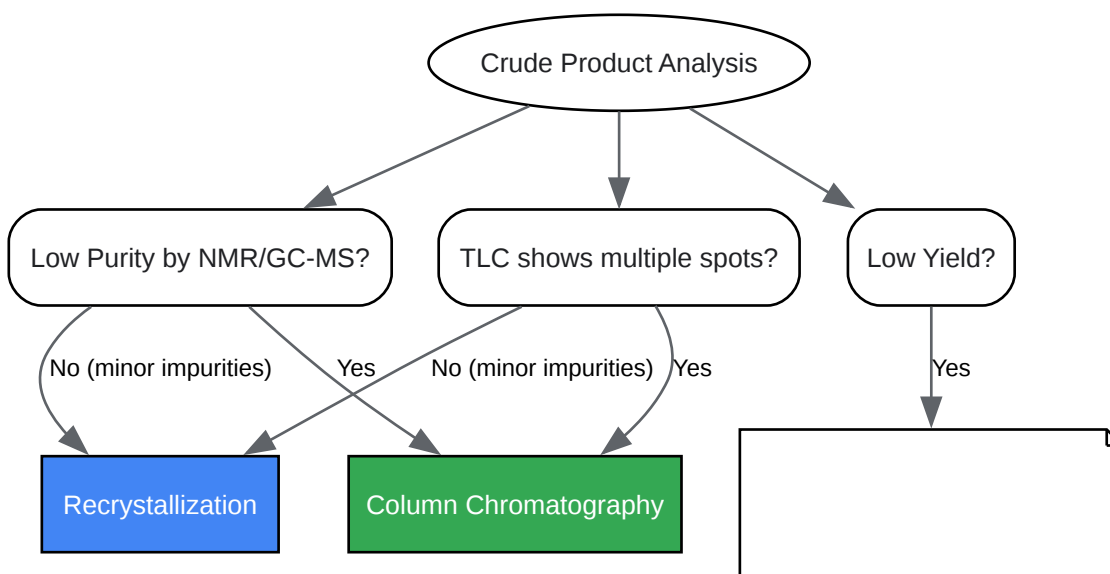 Crude Product Analysis
Low Purity by NMR/GC-MS?
TLC shows multiple spots?
Low Yield?
No (minor impurities)
Yes
No (minor impurities)
Yes
Yes
Recrystallization
Column Chromatography